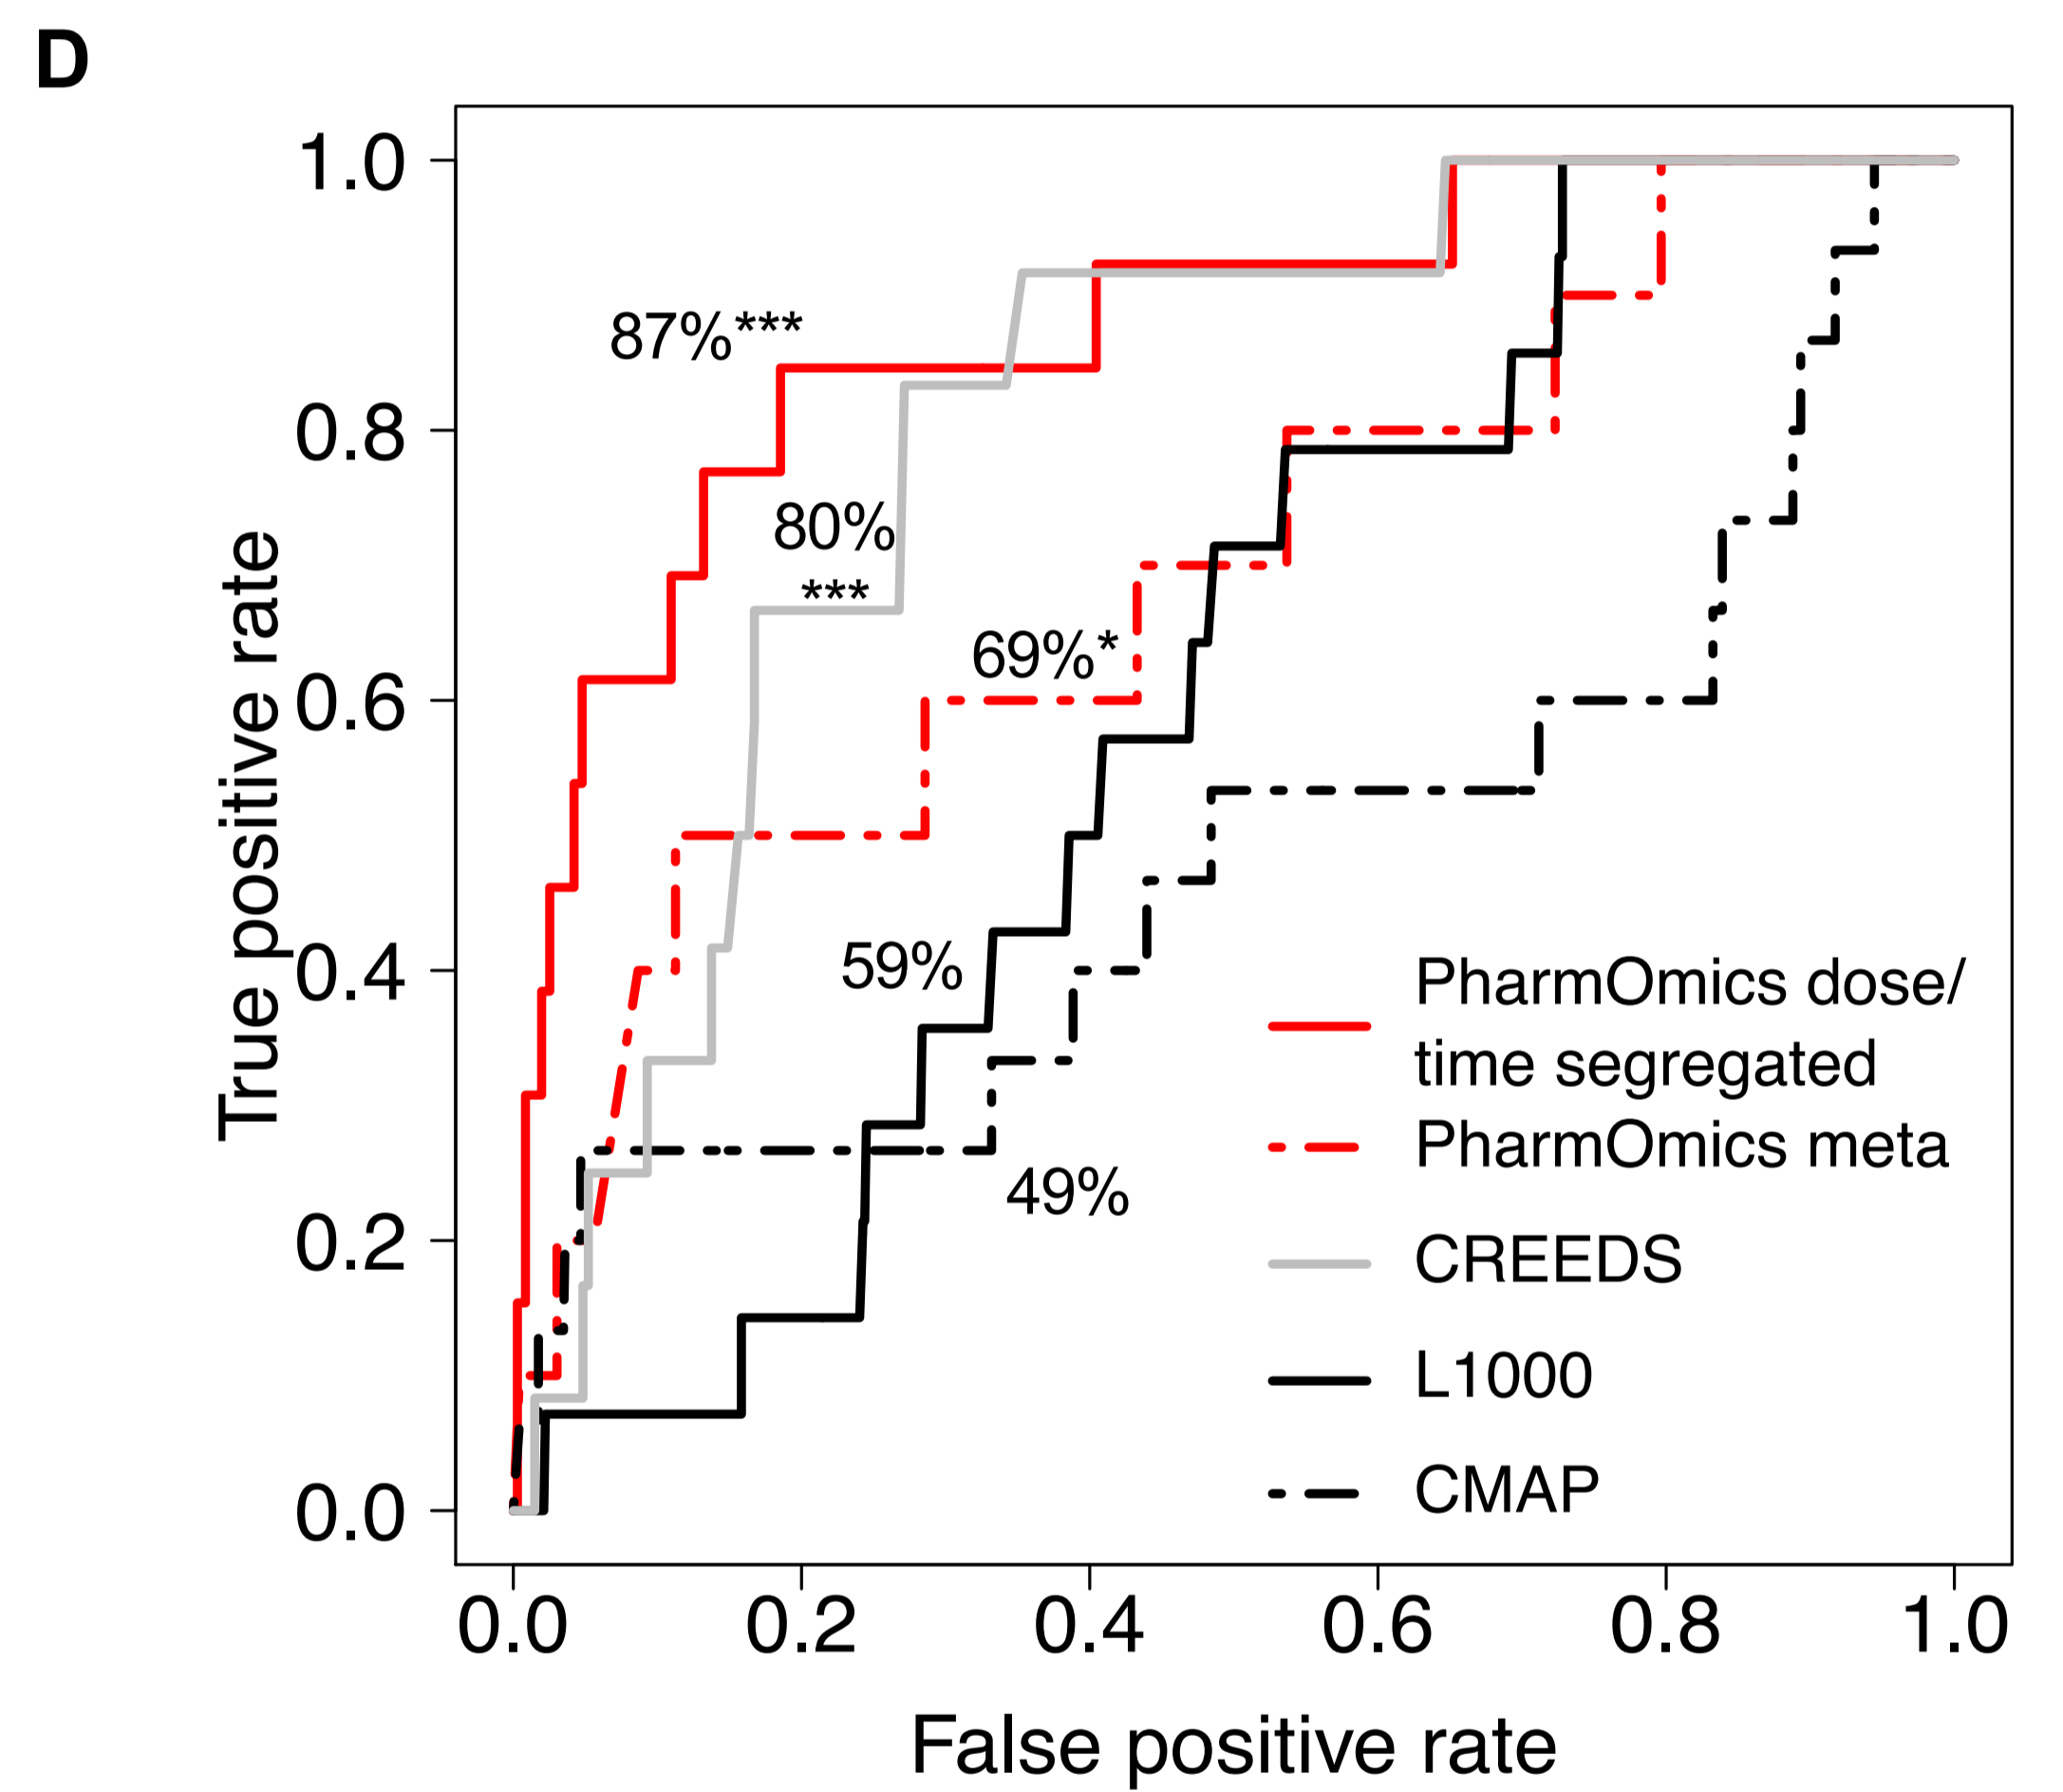 D
True positive rate
1.0
0.8
0.6
0.4
0.2
0.0
87%***
80%
***
69%*
59%
49%
PharmOmics dose/
time segregated
PharmOmics meta
CREEDS
L1000
CMAP
0.0 0.2 0.4 0.6 0.8 1.0
False positive rate